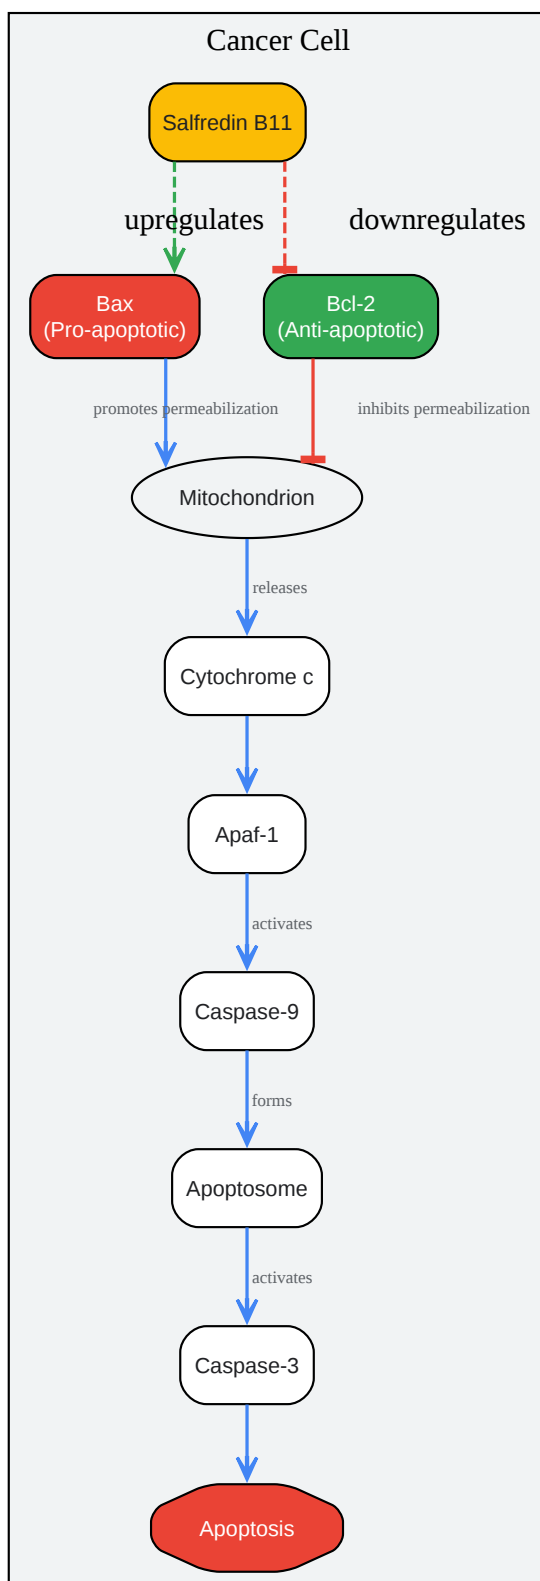 Cancer Cell
Salfredin B11
upregulates
downregulates
Bax
(Pro-apoptotic)
Bcl-2
(Anti-apoptotic)
promotes permeabilization
inhibits permeabilization
Mitochondrion
releases
Cytochrome c
Apaf-1
activates
Caspase-9
forms
Apoptosome
activates
Caspase-3
Apoptosis